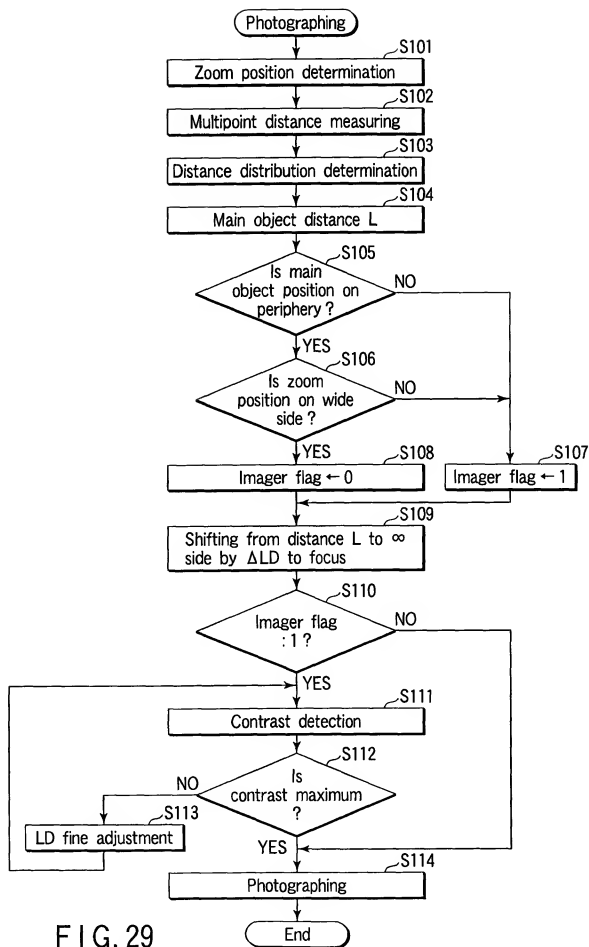 Photographing
S101
Zoom position determination
S102
Multipoint distance measuring
S103
Distance distribution determination
S104
Main object distance L
S105
Is main
object position on
periphery ?
NO
YES
S106
Is zoom
position on wide
side ?
NO
YES
S108
Imager flag ← 0
S107
Imager flag ← 1
S109
Shifting from distance L to ∞
side by ΔLD to focus
S110
Imager flag
: 1 ?
NO
YES
S111
Contrast detection
S112
Is
contrast maximum
?
NO
S113
LD fine adjustment
YES
S114
Photographing
End
FIG. 29